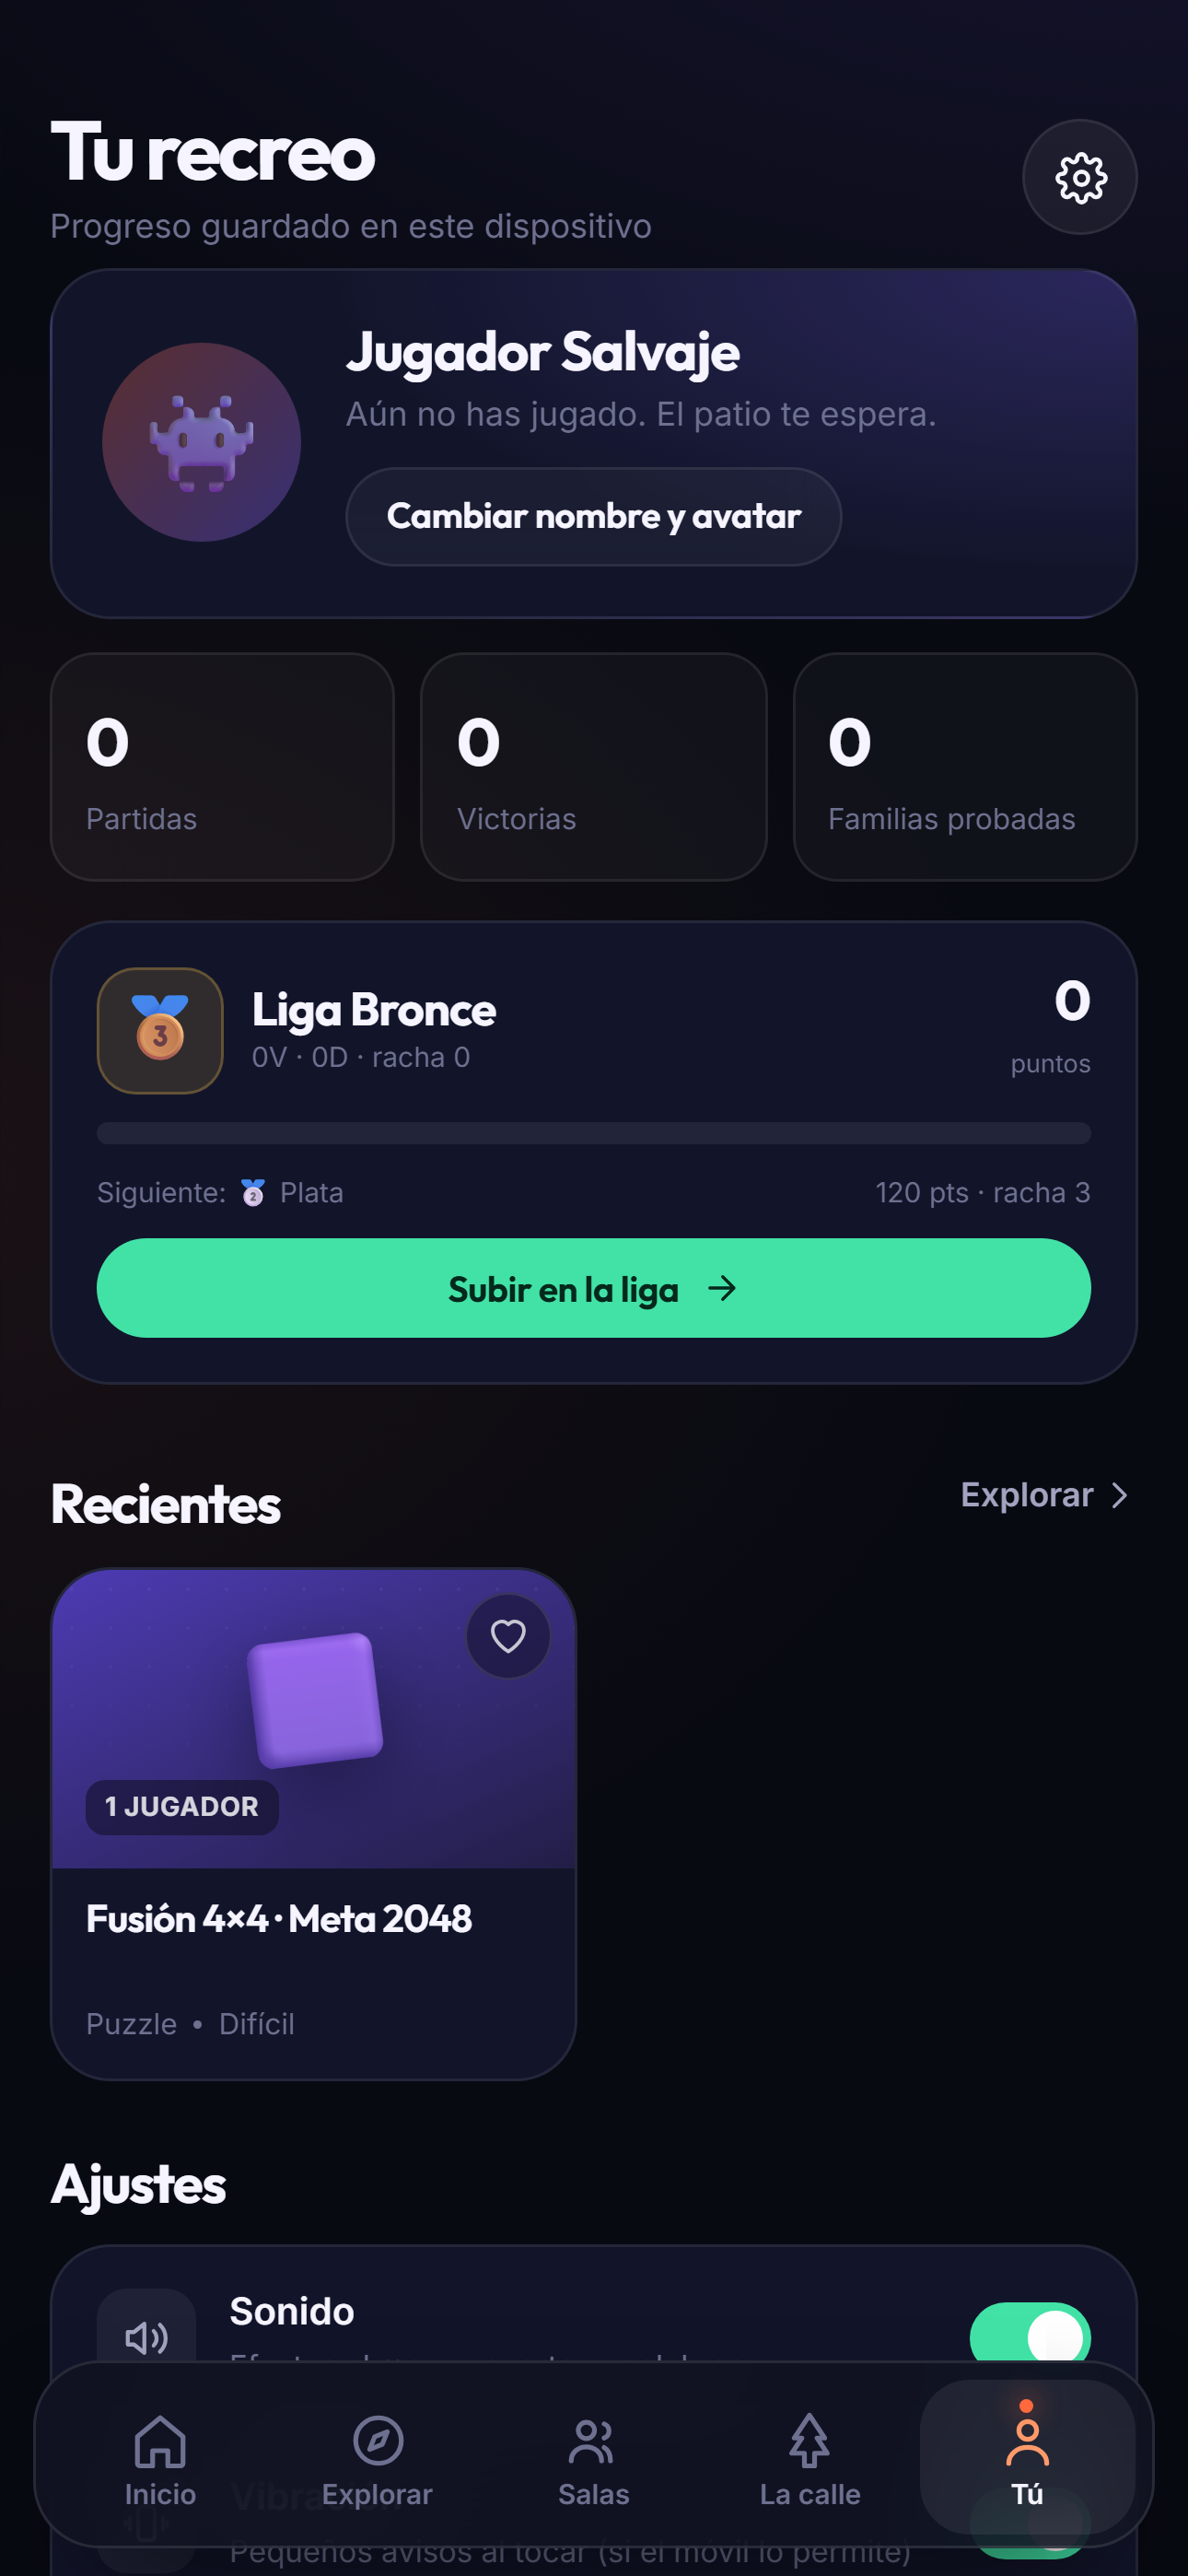 Tu recreo
Progreso guardado en este dispositivo
Jugador Salvaje
Aún no has jugado. El patio te espera.
Cambiar nombre y avatar
0
Partidas
0
Victorias
0
Familias probadas
3
Liga Bronce
0V · 0D · racha 0
0
puntos
Siguiente: 2 Plata
120 pts · racha 3
Subir en la liga →
Recientes
Explorar
1 JUGADOR
Fusión 4×4 · Meta 2048
Puzzle • Difícil
Ajustes
Sonido
Vibración
Pequeños avisos al tocar (si el móvil lo permite)
Inicio
Explorar
Salas
La calle
Tú